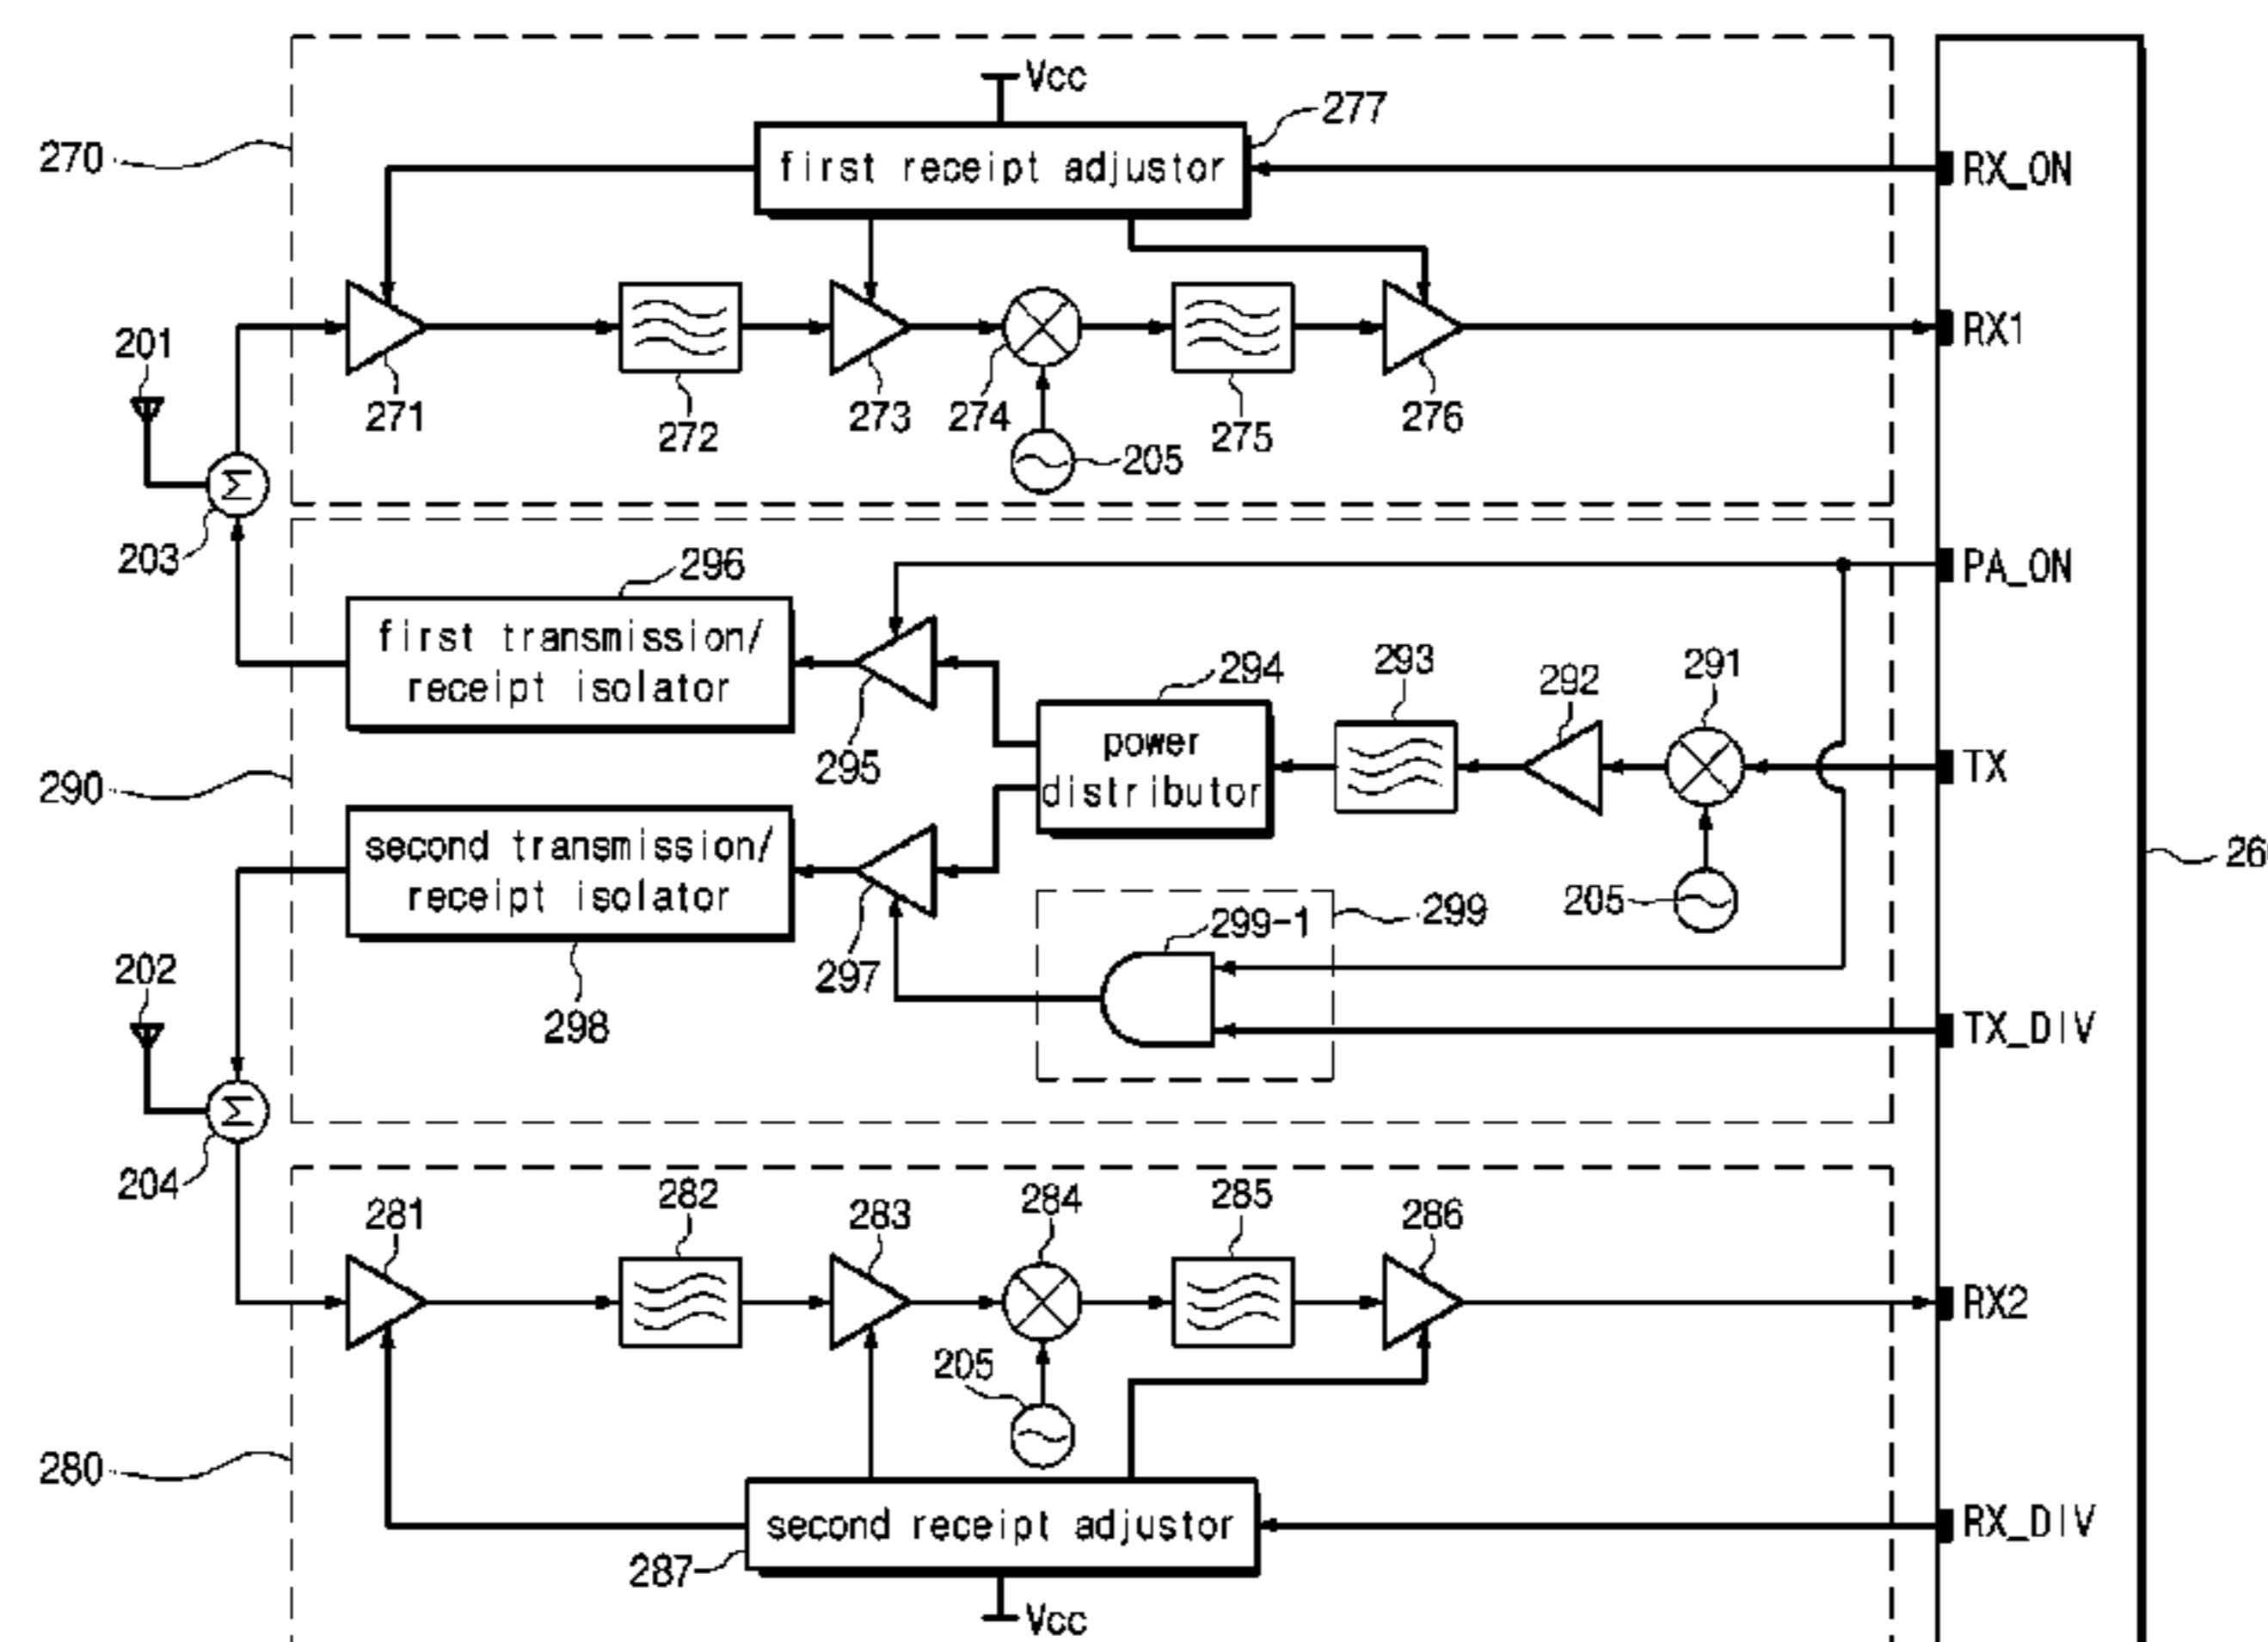 Vcc
277
270
first receipt adjustor
RX_ON
201
RX1
271
272
273
274
275
276
205
Σ
203
296
PA_ON
first transmission/
receipt isolator
295
294
power
distributor
293
292
291
TX
290
26
second transmission/
receipt isolator
297
298
299-1
299
205
202
TX_DIV
Σ
204
281
282
283
284
285
286
RX2
205
280
second receipt adjustor
RX_DIV
287
Vcc